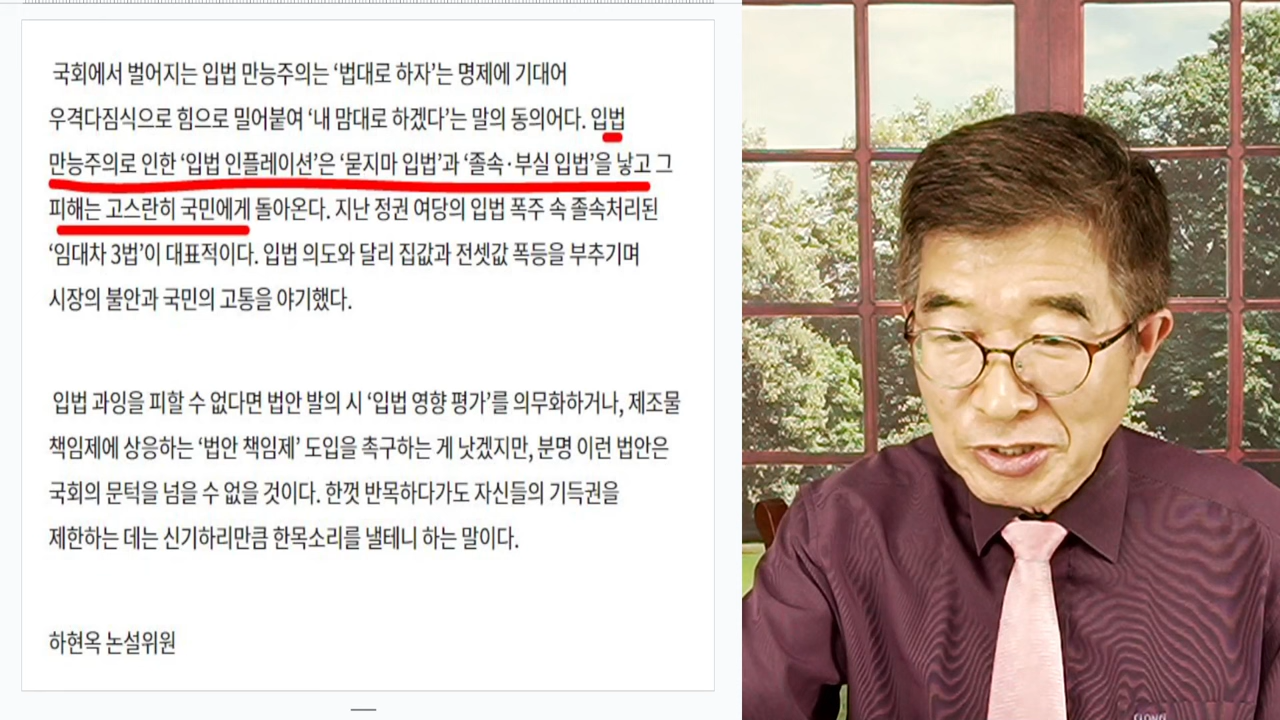 국회에서 벌어지는 입법 만능주의는 ‘법대로 하자’는 명제에 기대어
우격다짐식으로 힘으로 밀어붙여 ‘내 맘대로 하겠다’는 말의 동의어다. 입법
만능주의로 인한 ‘입법 인플레이션’은 ‘묻지마 입법’과 ‘졸속·부실 입법’을 낳고 그
피해는 고스란히 국민에게 돌아온다. 지난 정권 여당의 입법 폭주 속 졸속처리된
‘임대차 3법’이 대표적이다. 입법 의도와 달리 집값과 전셋값 폭등을 부추기며
시장의 불안과 국민의 고통을 야기했다.
입법 과잉을 피할 수 없다면 법안 발의 시 ‘입법 영향 평가’를 의무화하거나, 제조물
책임제에 상응하는 ‘법안 책임제’ 도입을 촉구하는 게 낫겠지만, 분명 이런 법안은
국회의 문턱을 넘을 수 없을 것이다. 한껏 반목하다가도 자신들의 기득권을
제한하는 데는 신기하리만큼 한목소리를 낼테니 하는 말이다.
하현옥 논설위원